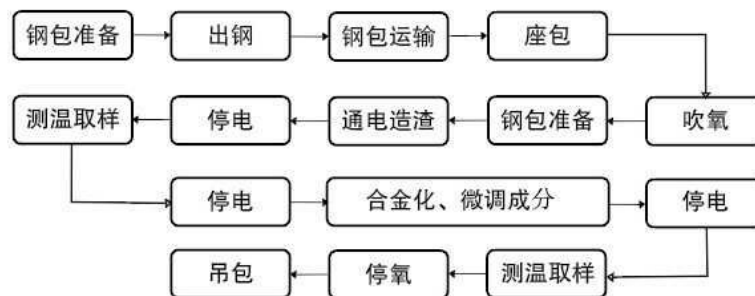 钢包准备
出钢
钢包运输
座包
吹氧
钢包准备
通电造渣
停电
测温取样
停电
合金化、微调成分
停电
测温取样
停氧
吊包